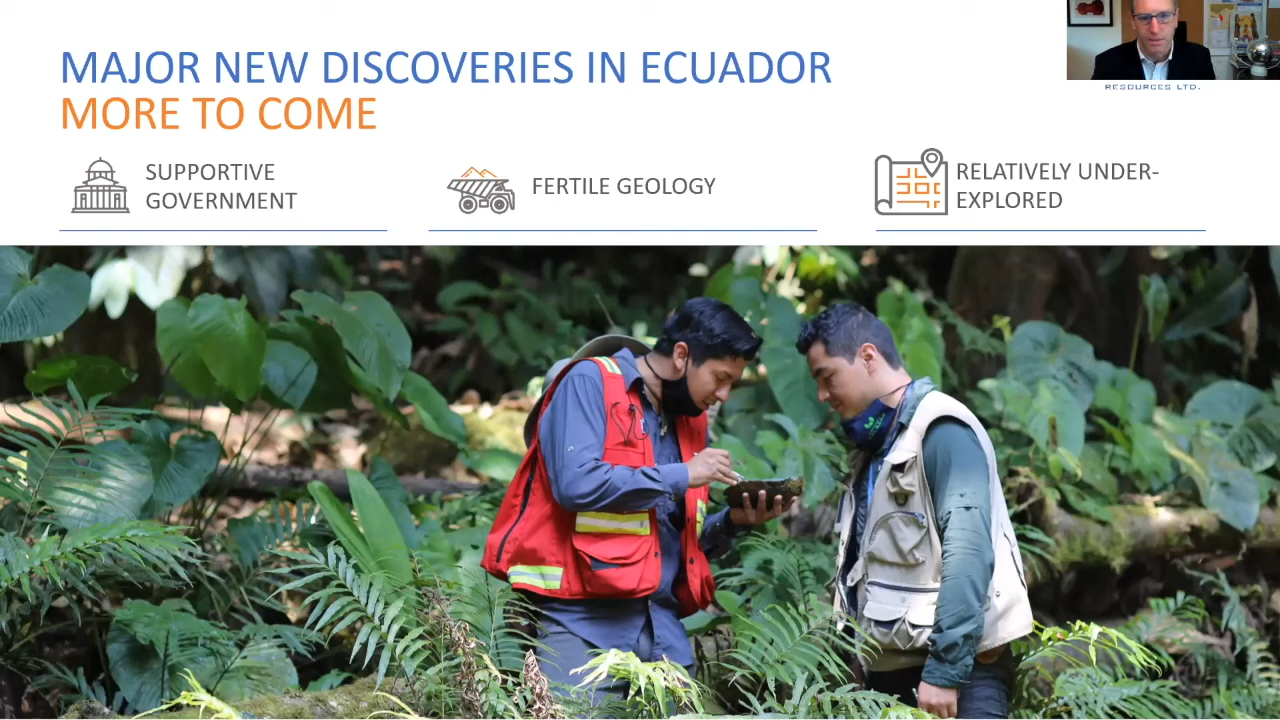 MAJOR NEW DISCOVERIES IN ECUADOR
MORE TO COME
RESOURCES LTD.
SUPPORTIVE
GOVERNMENT
FERTILE GEOLOGY
RELATIVELY UNDER-
EXPLORED